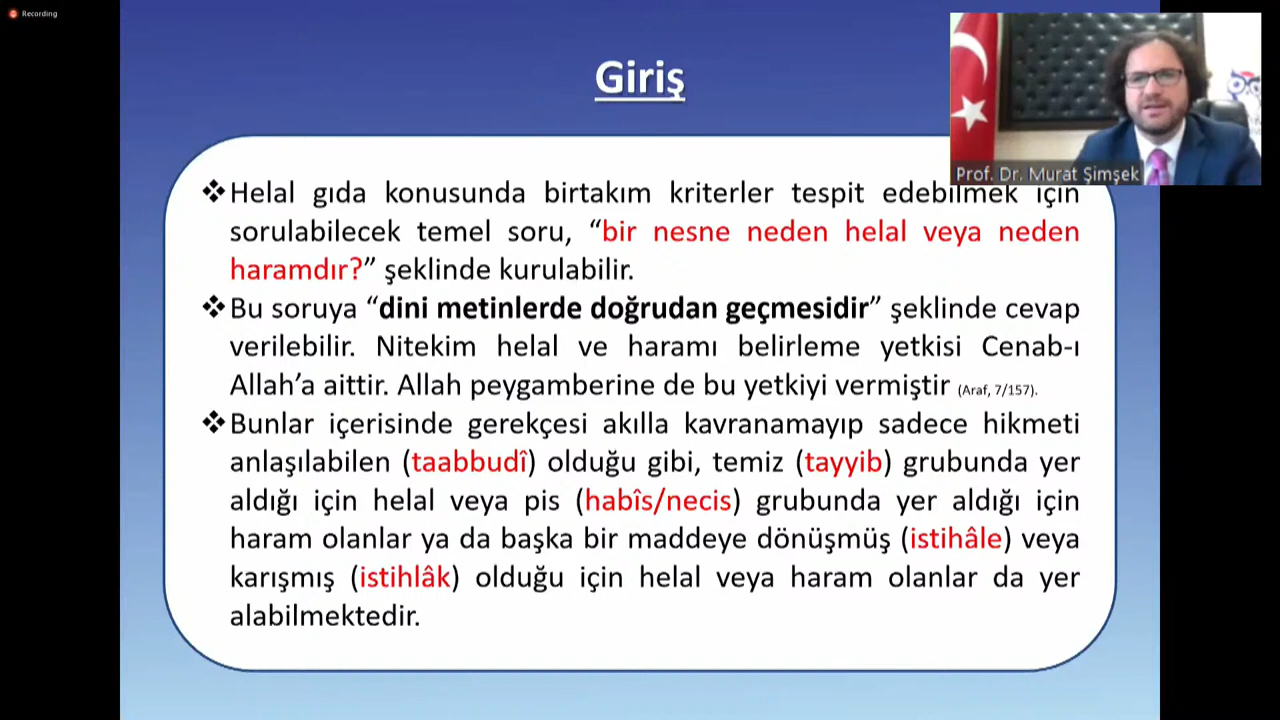 Recording
Giriş
Prof. Dr. Murat Şimşek
❖Helal gıda konusunda birtakım kriterler tespit edebilmek için
sorulabilecek temel soru, “bir nesne neden helal veya neden
haramdır?” şeklinde kurulabilir.
❖Bu soruya “dini metinlerde doğrudan geçmesidir” şeklinde cevap
verilebilir. Nitekim helal ve haramı belirleme yetkisi Cenab-ı
Allah’a aittir. Allah peygamberine de bu yetkiyi vermiştir (Araf, 7/157).
❖Bunlar içerisinde gerekçesi akılla kavranamayıp sadece hikmeti
anlaşılabilen (taabbudî) olduğu gibi, temiz (tayyib) grubunda yer
aldığı için helal veya pis (habîs/necis) grubunda yer aldığı için
haram olanlar ya da başka bir maddeye dönüşmüş (istihâle) veya
karışmış (istihlâk) olduğu için helal veya haram olanlar da yer
alabilmektedir.